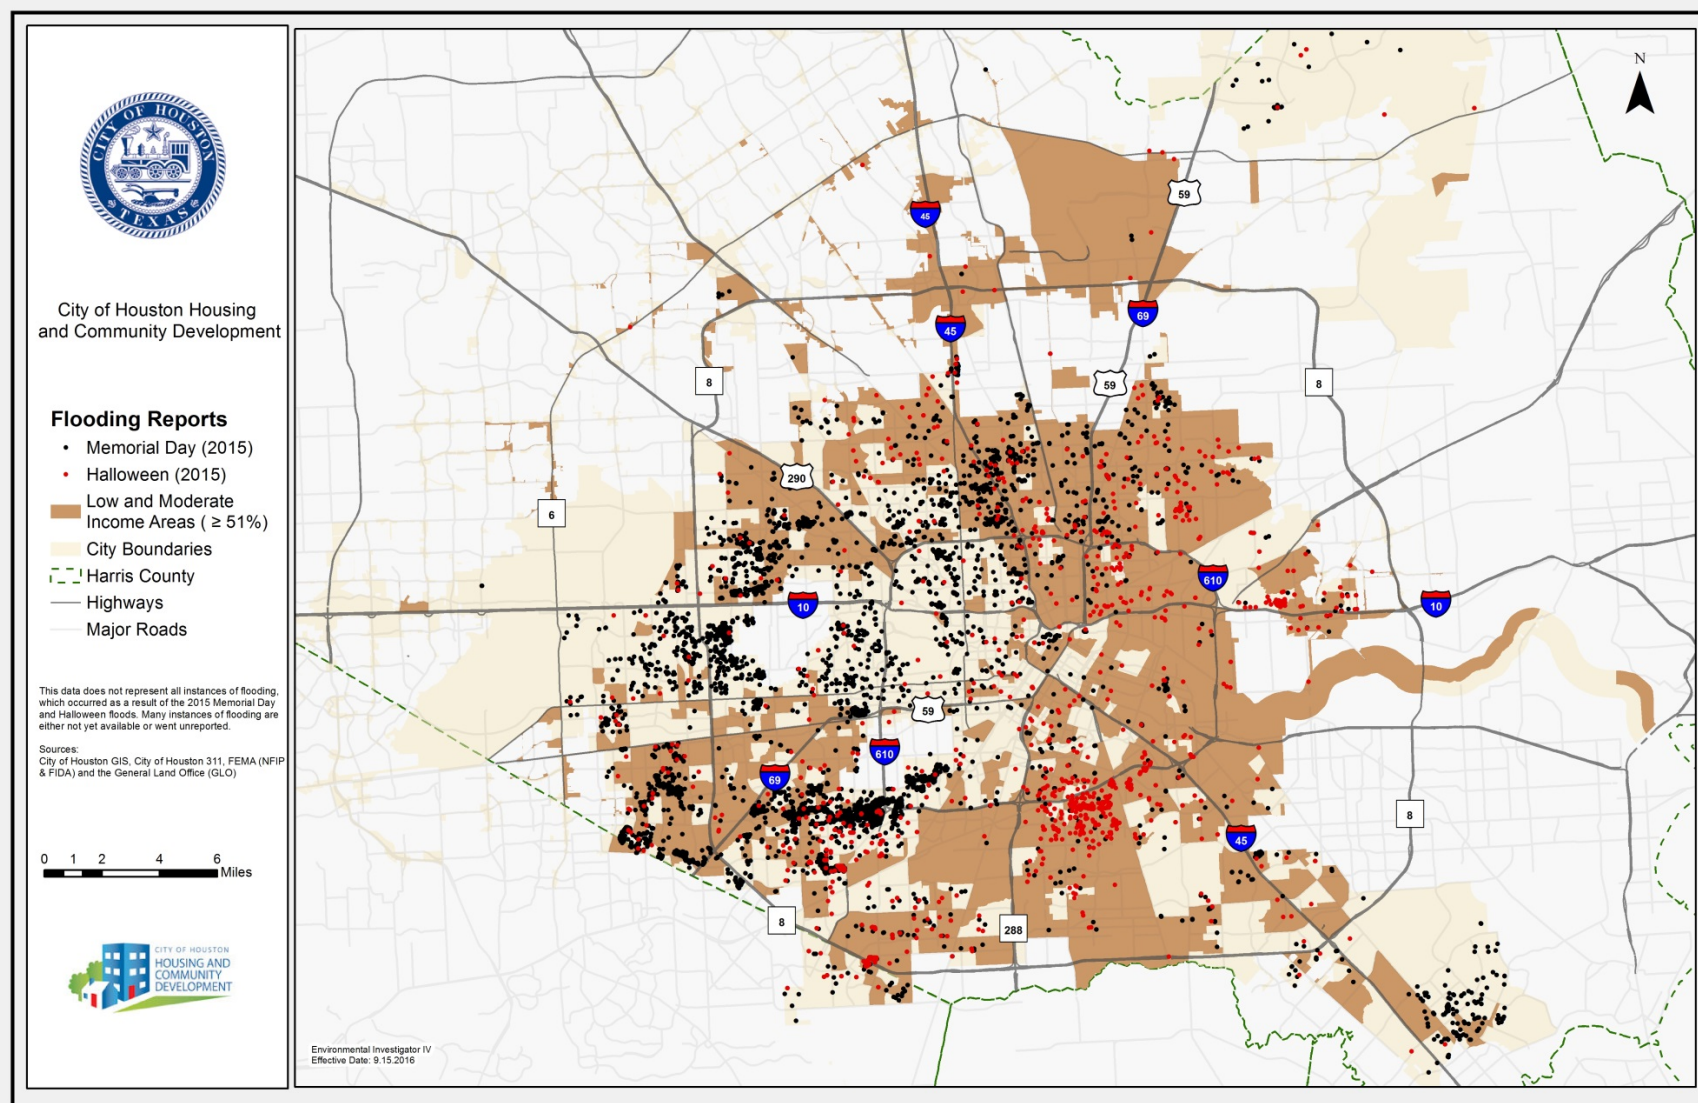 CITY OF HOUSTON
TEXAS
City of Houston Housing
and Community Development
Flooding Reports
Memorial Day (2015)
Halloween (2015)
Low and Moderate
Income Areas ( ≥ 51%)
City Boundaries
Harris County
Highways
Major Roads
This data does not represent all instances of flooding,
which occurred as a result of the 2015 Memorial Day
and Halloween floods. Many instances of flooding are
either not yet available or went unreported.
Sources:
City of Houston GIS, City of Houston 311, FEMA (NFIP
& FIDA) and the General Land Office (GLO)
0 1 2 4 6
Miles
CITY OF HOUSTON
HOUSING AND
COMMUNITY
DEVELOPMENT
N
59
45
69
45
8
59
8
290
6
610
10
10
59
610
69
8
45
8
288
Environmental Investigator IV
Effective Date: 9.15.2016